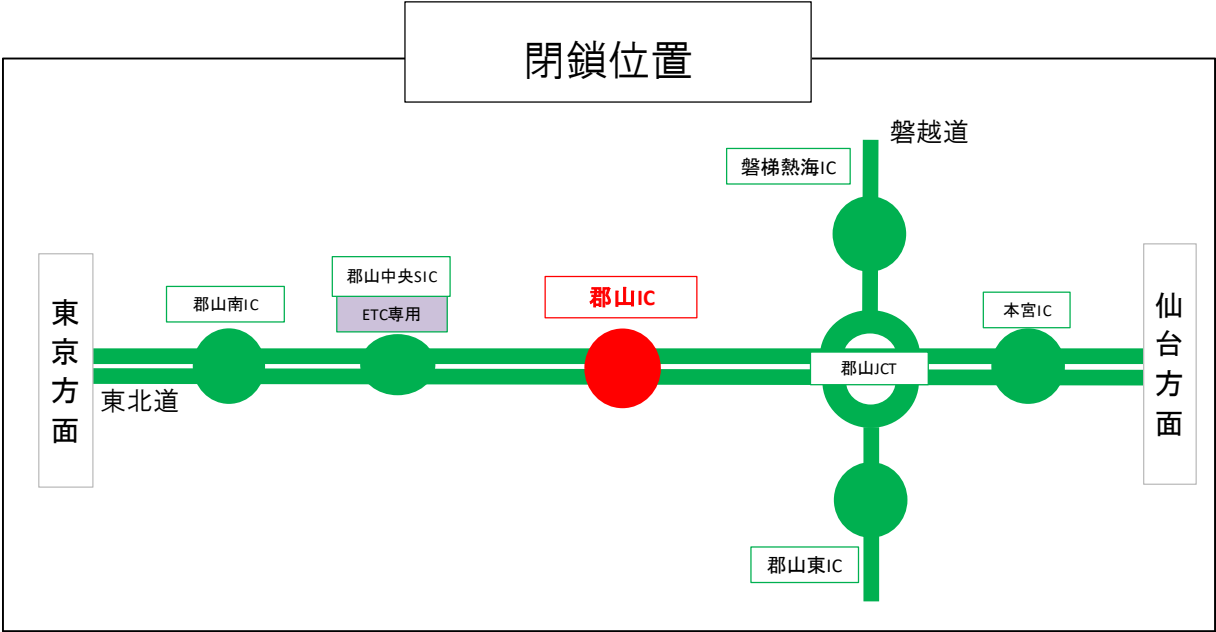 閉鎖位置
磐越道
磐梯熱海IC
東京方面
郡山南IC
郡山中央SIC
ETC専用
郡山IC
本宮IC
仙台方面
郡山JCT
東北道
郡山東IC